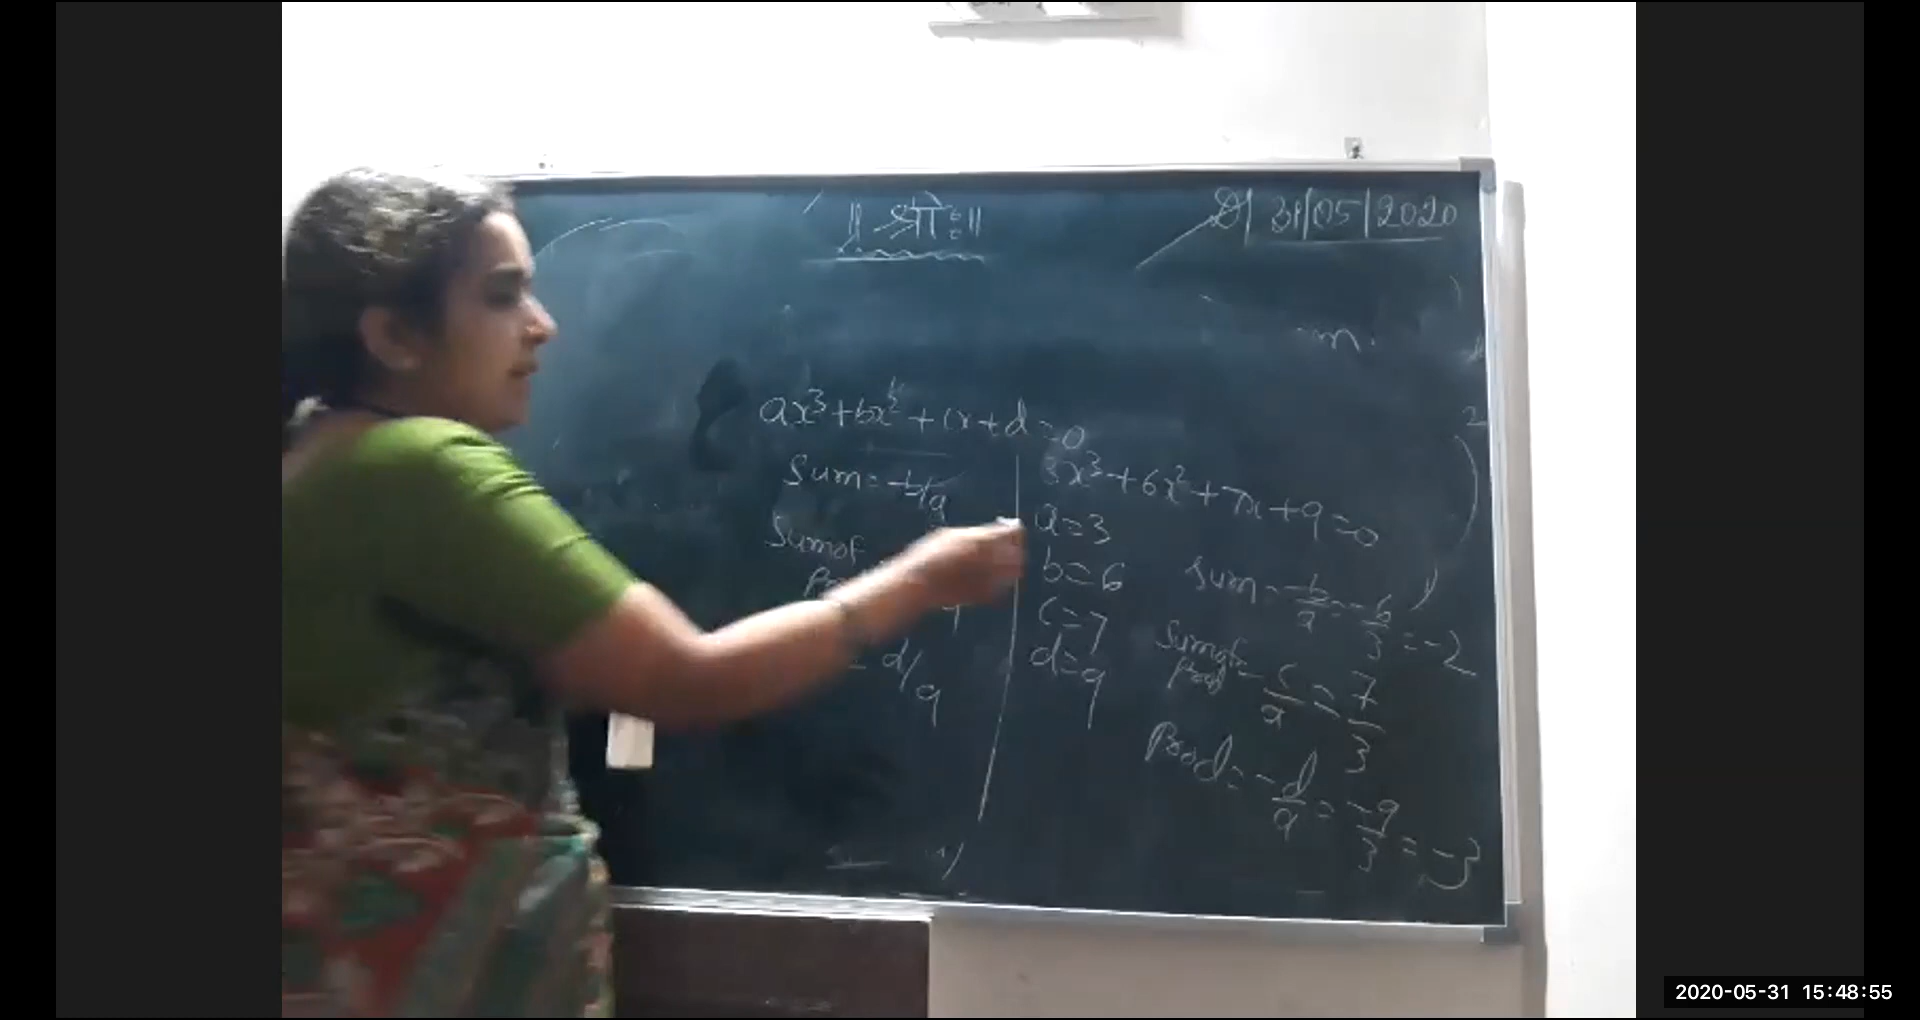 ॥ श्रीः ॥
D| 31|05|2020
m.
ax³+bx²+cx+d=0
Sum=-b/a
Sum of
= d/a
3x³+6x²+7x+9=0
a=3
b=6
c=7
d=9
Sum=-b/a=-6/3=-2
Sum of
Prod=c/a=7/3
Prod=-d/a=-9/3=-3
2020-05-31 15:48:55